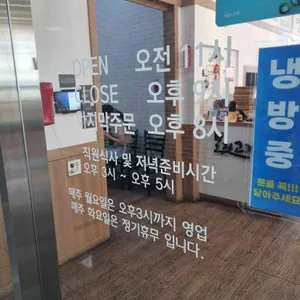 OPEN 오전 11시
CLOSE 오후 9시
마지막주문 오후 8시
직원식사 및 저녁준비시간
오후 3시 ~ 오후 5시
매주 월요일은 오후3시까지 영업
매주 화요일은 정기휴무 입니다.
냉방중
문을 꼭!!!
닫아주세요